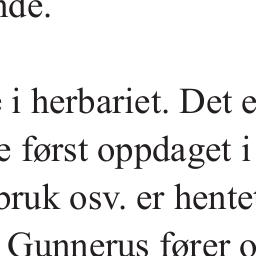 nde.
i herbariet. Det e
e først oppdaget i
bruk osv. er hentet
Gunnerus fører o